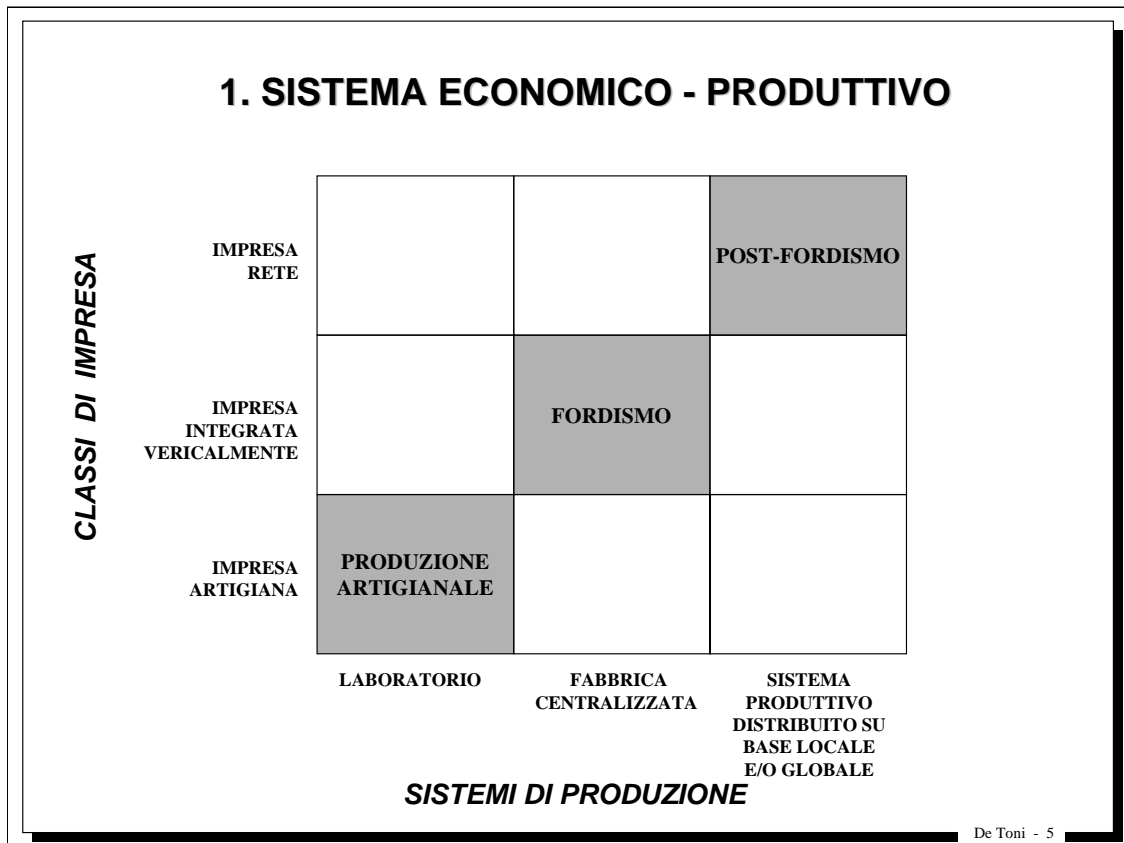 1. SISTEMA ECONOMICO - PRODUTTIVO
CLASSI DI IMPRESA
IMPRESA
RETE
POST-FORDISMO
IMPRESA
INTEGRATA
VERICALMENTE
FORDISMO
IMPRESA
ARTIGIANA
PRODUZIONE
ARTIGIANALE
LABORATORIO
FABBRICA
CENTRALIZZATA
SISTEMA
PRODUTTIVO
DISTRIBUITO SU
BASE LOCALE
E/O GLOBALE
SISTEMI DI PRODUZIONE
De Toni - 5